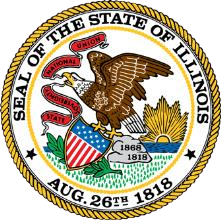 SEAL OF THE STATE OF ILLINOIS
NATIONAL UNION
STATE SOVEREIGNTY
1868
1818
AUG. 26TH 1818